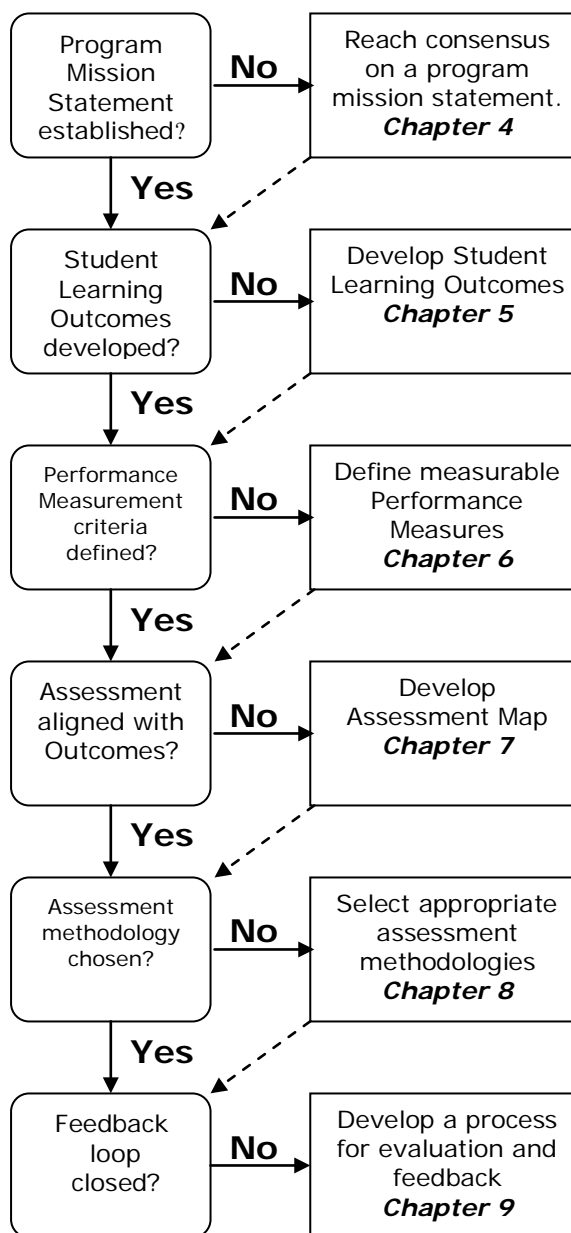 Program
Mission
Statement
established?
No
Reach consensus
on a program
mission statement.
Chapter 4
Yes
Student
Learning
Outcomes
developed?
No
Develop Student
Learning Outcomes
Chapter 5
Yes
Performance
Measurement
criteria
defined?
No
Define measurable
Performance
Measures
Chapter 6
Yes
Assessment
aligned with
Outcomes?
No
Develop
Assessment Map
Chapter 7
Yes
Assessment
methodology
chosen?
No
Select appropriate
assessment
methodologies
Chapter 8
Yes
Feedback
loop
closed?
No
Develop a process
for evaluation and
feedback
Chapter 9